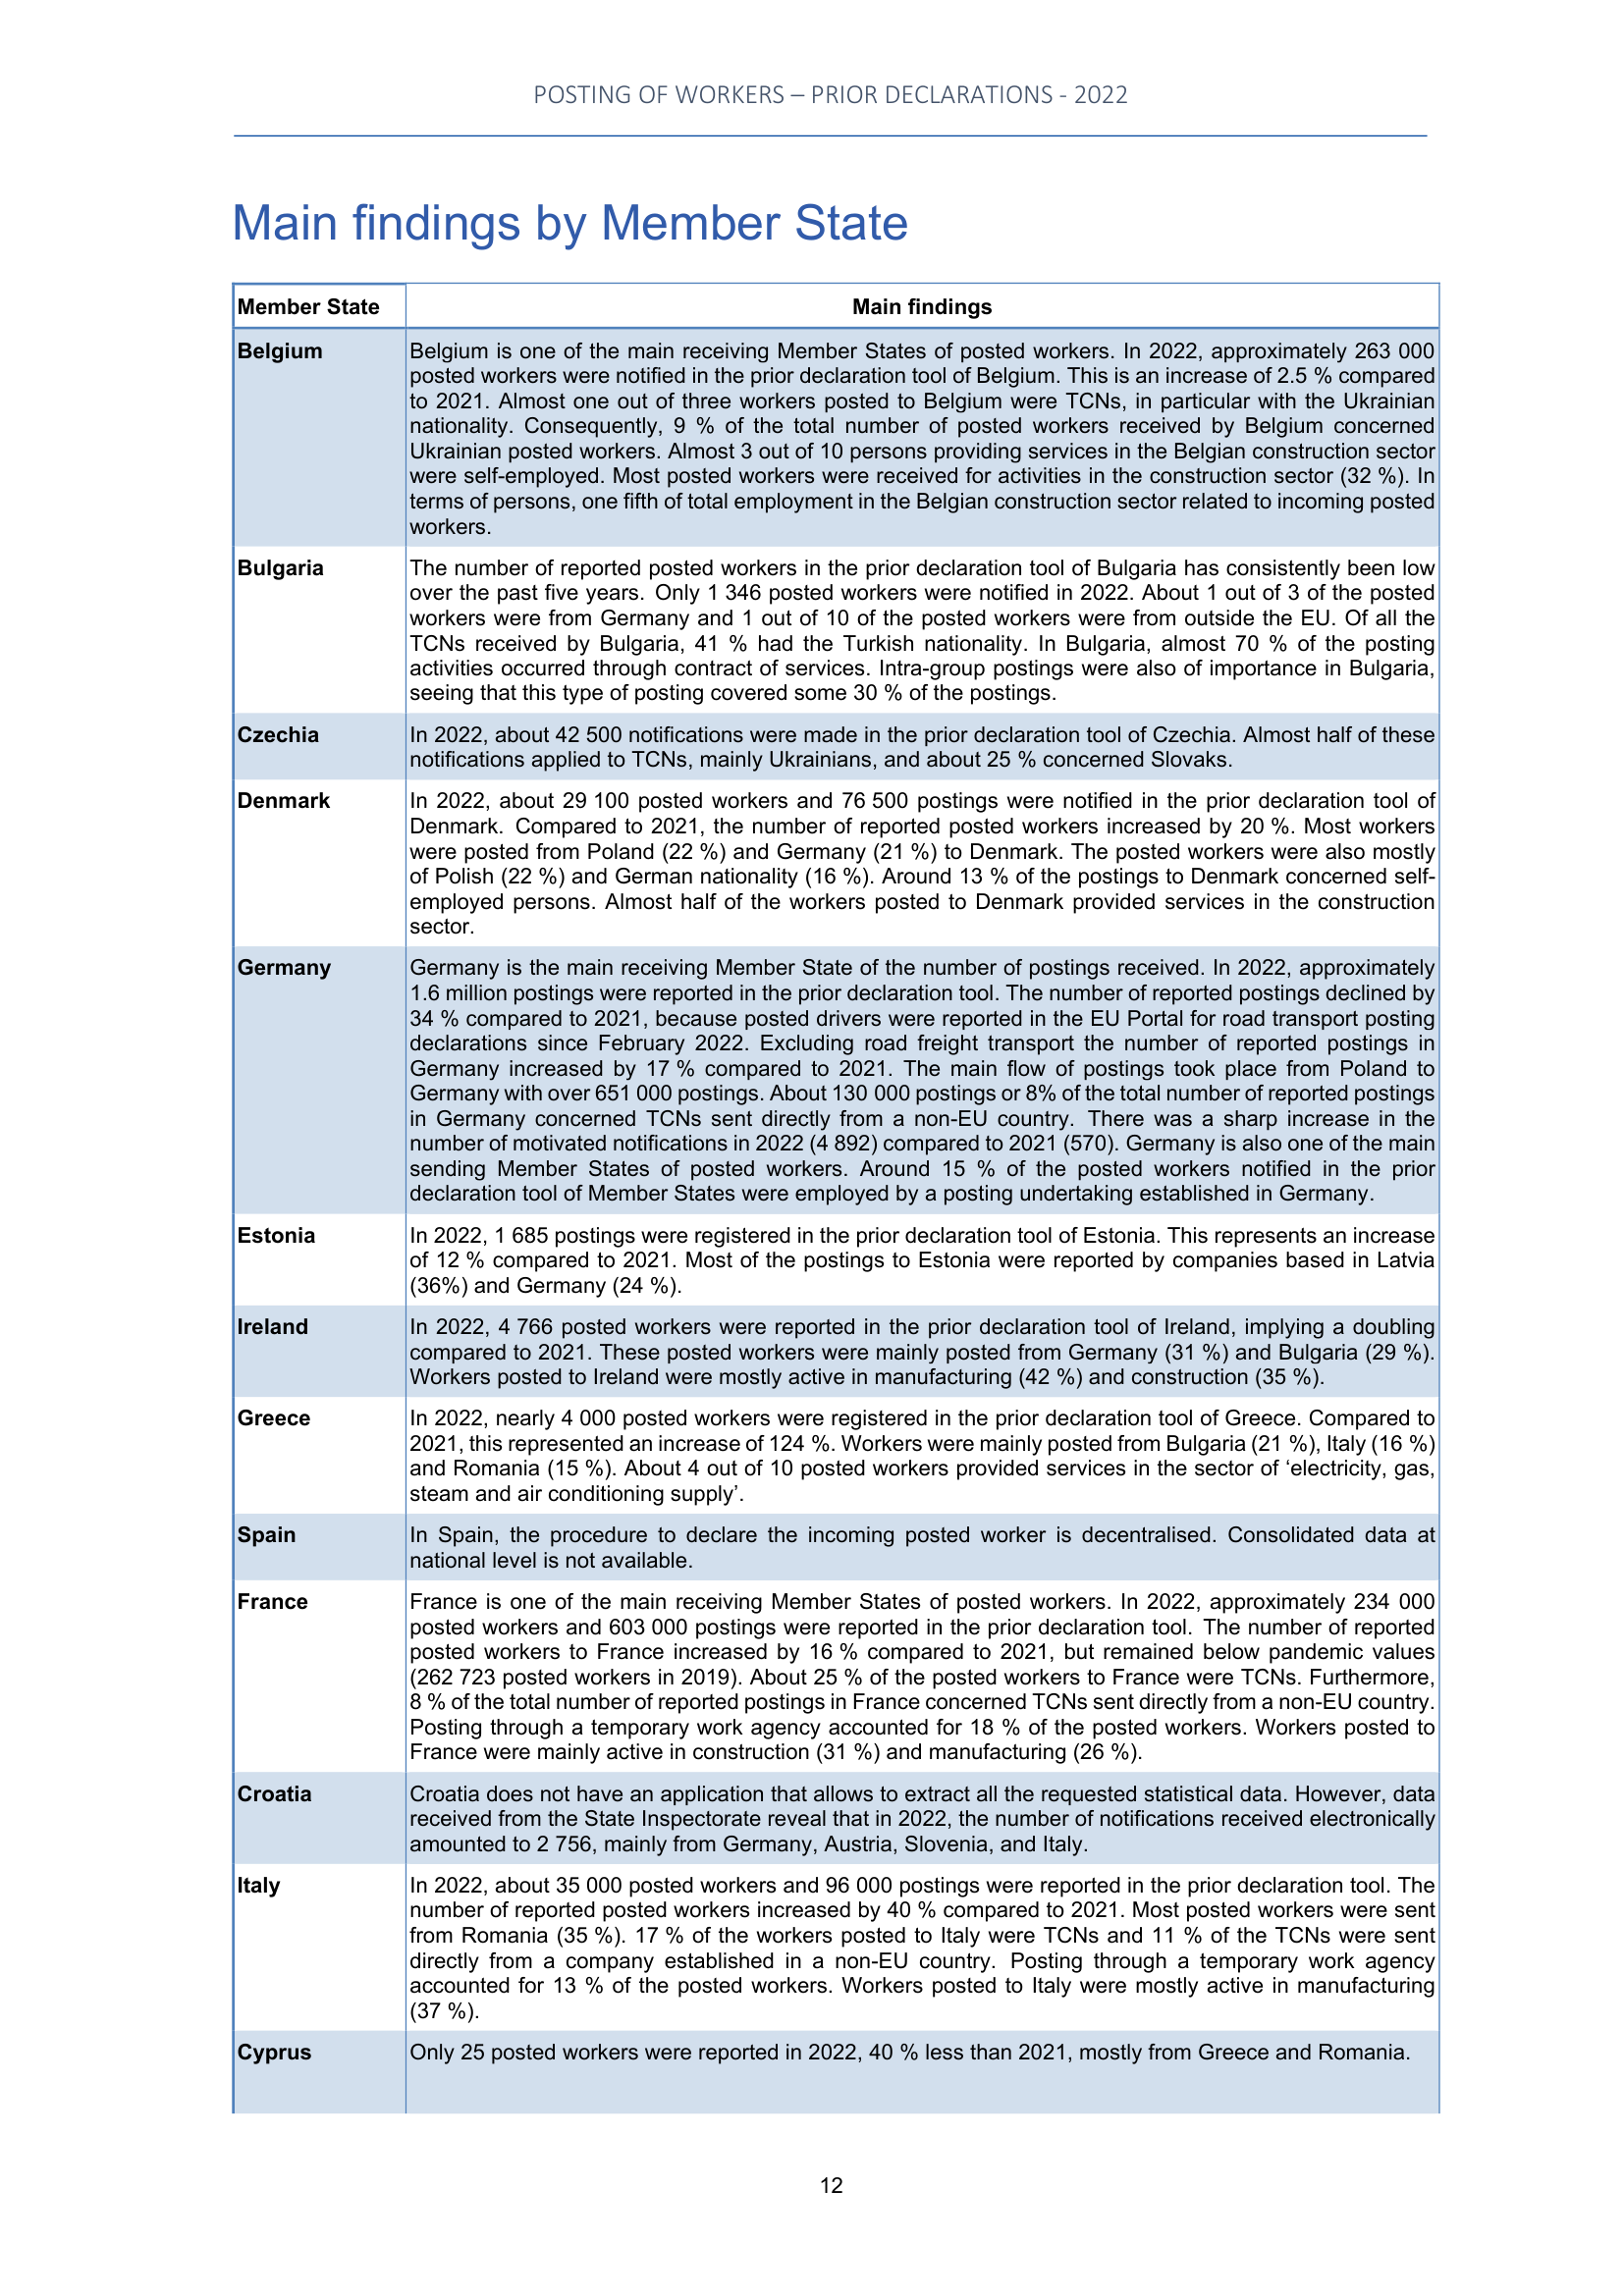 POSTING OF WORKERS – PRIOR DECLARATIONS - 2022
Main findings by Member State
Member State
Main findings
Belgium
Belgium is one of the main receiving Member States of posted workers. In 2022, approximately 263 000
posted workers were notified in the prior declaration tool of Belgium. This is an increase of 2.5 % compared
to 2021. Almost one out of three workers posted to Belgium were TCNs, in particular with the Ukrainian
nationality. Consequently, 9 % of the total number of posted workers received by Belgium concerned
Ukrainian posted workers. Almost 3 out of 10 persons providing services in the Belgian construction sector
were self-employed. Most posted workers were received for activities in the construction sector (32 %). In
terms of persons, one fifth of total employment in the Belgian construction sector related to incoming posted
workers.
Bulgaria
The number of reported posted workers in the prior declaration tool of Bulgaria has consistently been low
over the past five years. Only 1 346 posted workers were notified in 2022. About 1 out of 3 of the posted
workers were from Germany and 1 out of 10 of the posted workers were from outside the EU. Of all the
TCNs received by Bulgaria, 41 % had the Turkish nationality. In Bulgaria, almost 70 % of the posting
activities occurred through contract of services. Intra-group postings were also of importance in Bulgaria,
seeing that this type of posting covered some 30 % of the postings.
Czechia
In 2022, about 42 500 notifications were made in the prior declaration tool of Czechia. Almost half of these
notifications applied to TCNs, mainly Ukrainians, and about 25 % concerned Slovaks.
Denmark
In 2022, about 29 100 posted workers and 76 500 postings were notified in the prior declaration tool of
Denmark. Compared to 2021, the number of reported posted workers increased by 20 %. Most workers
were posted from Poland (22 %) and Germany (21 %) to Denmark. The posted workers were also mostly
of Polish (22 %) and German nationality (16 %). Around 13 % of the postings to Denmark concerned self-
employed persons. Almost half of the workers posted to Denmark provided services in the construction
sector.
Germany
Germany is the main receiving Member State of the number of postings received. In 2022, approximately
1.6 million postings were reported in the prior declaration tool. The number of reported postings declined by
34 % compared to 2021, because posted drivers were reported in the EU Portal for road transport posting
declarations since February 2022. Excluding road freight transport the number of reported postings in
Germany increased by 17 % compared to 2021. The main flow of postings took place from Poland to
Germany with over 651 000 postings. About 130 000 postings or 8% of the total number of reported postings
in Germany concerned TCNs sent directly from a non-EU country. There was a sharp increase in the
number of motivated notifications in 2022 (4 892) compared to 2021 (570). Germany is also one of the main
sending Member States of posted workers. Around 15 % of the posted workers notified in the prior
declaration tool of Member States were employed by a posting undertaking established in Germany.
Estonia
In 2022, 1 685 postings were registered in the prior declaration tool of Estonia. This represents an increase
of 12 % compared to 2021. Most of the postings to Estonia were reported by companies based in Latvia
(36%) and Germany (24 %).
Ireland
In 2022, 4 766 posted workers were reported in the prior declaration tool of Ireland, implying a doubling
compared to 2021. These posted workers were mainly posted from Germany (31 %) and Bulgaria (29 %).
Workers posted to Ireland were mostly active in manufacturing (42 %) and construction (35 %).
Greece
In 2022, nearly 4 000 posted workers were registered in the prior declaration tool of Greece. Compared to
2021, this represented an increase of 124 %. Workers were mainly posted from Bulgaria (21 %), Italy (16 %)
and Romania (15 %). About 4 out of 10 posted workers provided services in the sector of ‘electricity, gas,
steam and air conditioning supply’.
Spain
In Spain, the procedure to declare the incoming posted worker is decentralised. Consolidated data at
national level is not available.
France
France is one of the main receiving Member States of posted workers. In 2022, approximately 234 000
posted workers and 603 000 postings were reported in the prior declaration tool. The number of reported
posted workers to France increased by 16 % compared to 2021, but remained below pandemic values
(262 723 posted workers in 2019). About 25 % of the posted workers to France were TCNs. Furthermore,
8 % of the total number of reported postings in France concerned TCNs sent directly from a non-EU country.
Posting through a temporary work agency accounted for 18 % of the posted workers. Workers posted to
France were mainly active in construction (31 %) and manufacturing (26 %).
Croatia
Croatia does not have an application that allows to extract all the requested statistical data. However, data
received from the State Inspectorate reveal that in 2022, the number of notifications received electronically
amounted to 2 756, mainly from Germany, Austria, Slovenia, and Italy.
Italy
In 2022, about 35 000 posted workers and 96 000 postings were reported in the prior declaration tool. The
number of reported posted workers increased by 40 % compared to 2021. Most posted workers were sent
from Romania (35 %). 17 % of the workers posted to Italy were TCNs and 11 % of the TCNs were sent
directly from a company established in a non-EU country. Posting through a temporary work agency
accounted for 13 % of the posted workers. Workers posted to Italy were mostly active in manufacturing
(37 %).
Cyprus
Only 25 posted workers were reported in 2022, 40 % less than 2021, mostly from Greece and Romania.
12